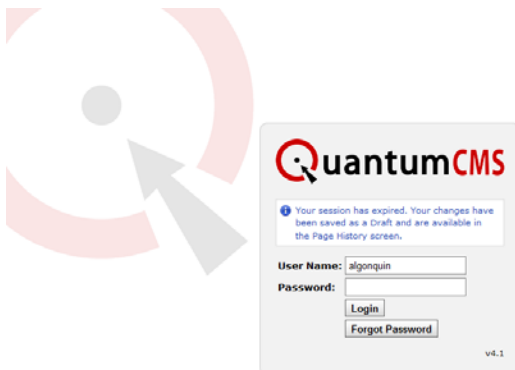 QuantumCMS
Your session has expired. Your changes have
been saved as a Draft and are available in
the Page History screen.
User Name: algonquin
Password:
Login
Forgot Password
v4.1